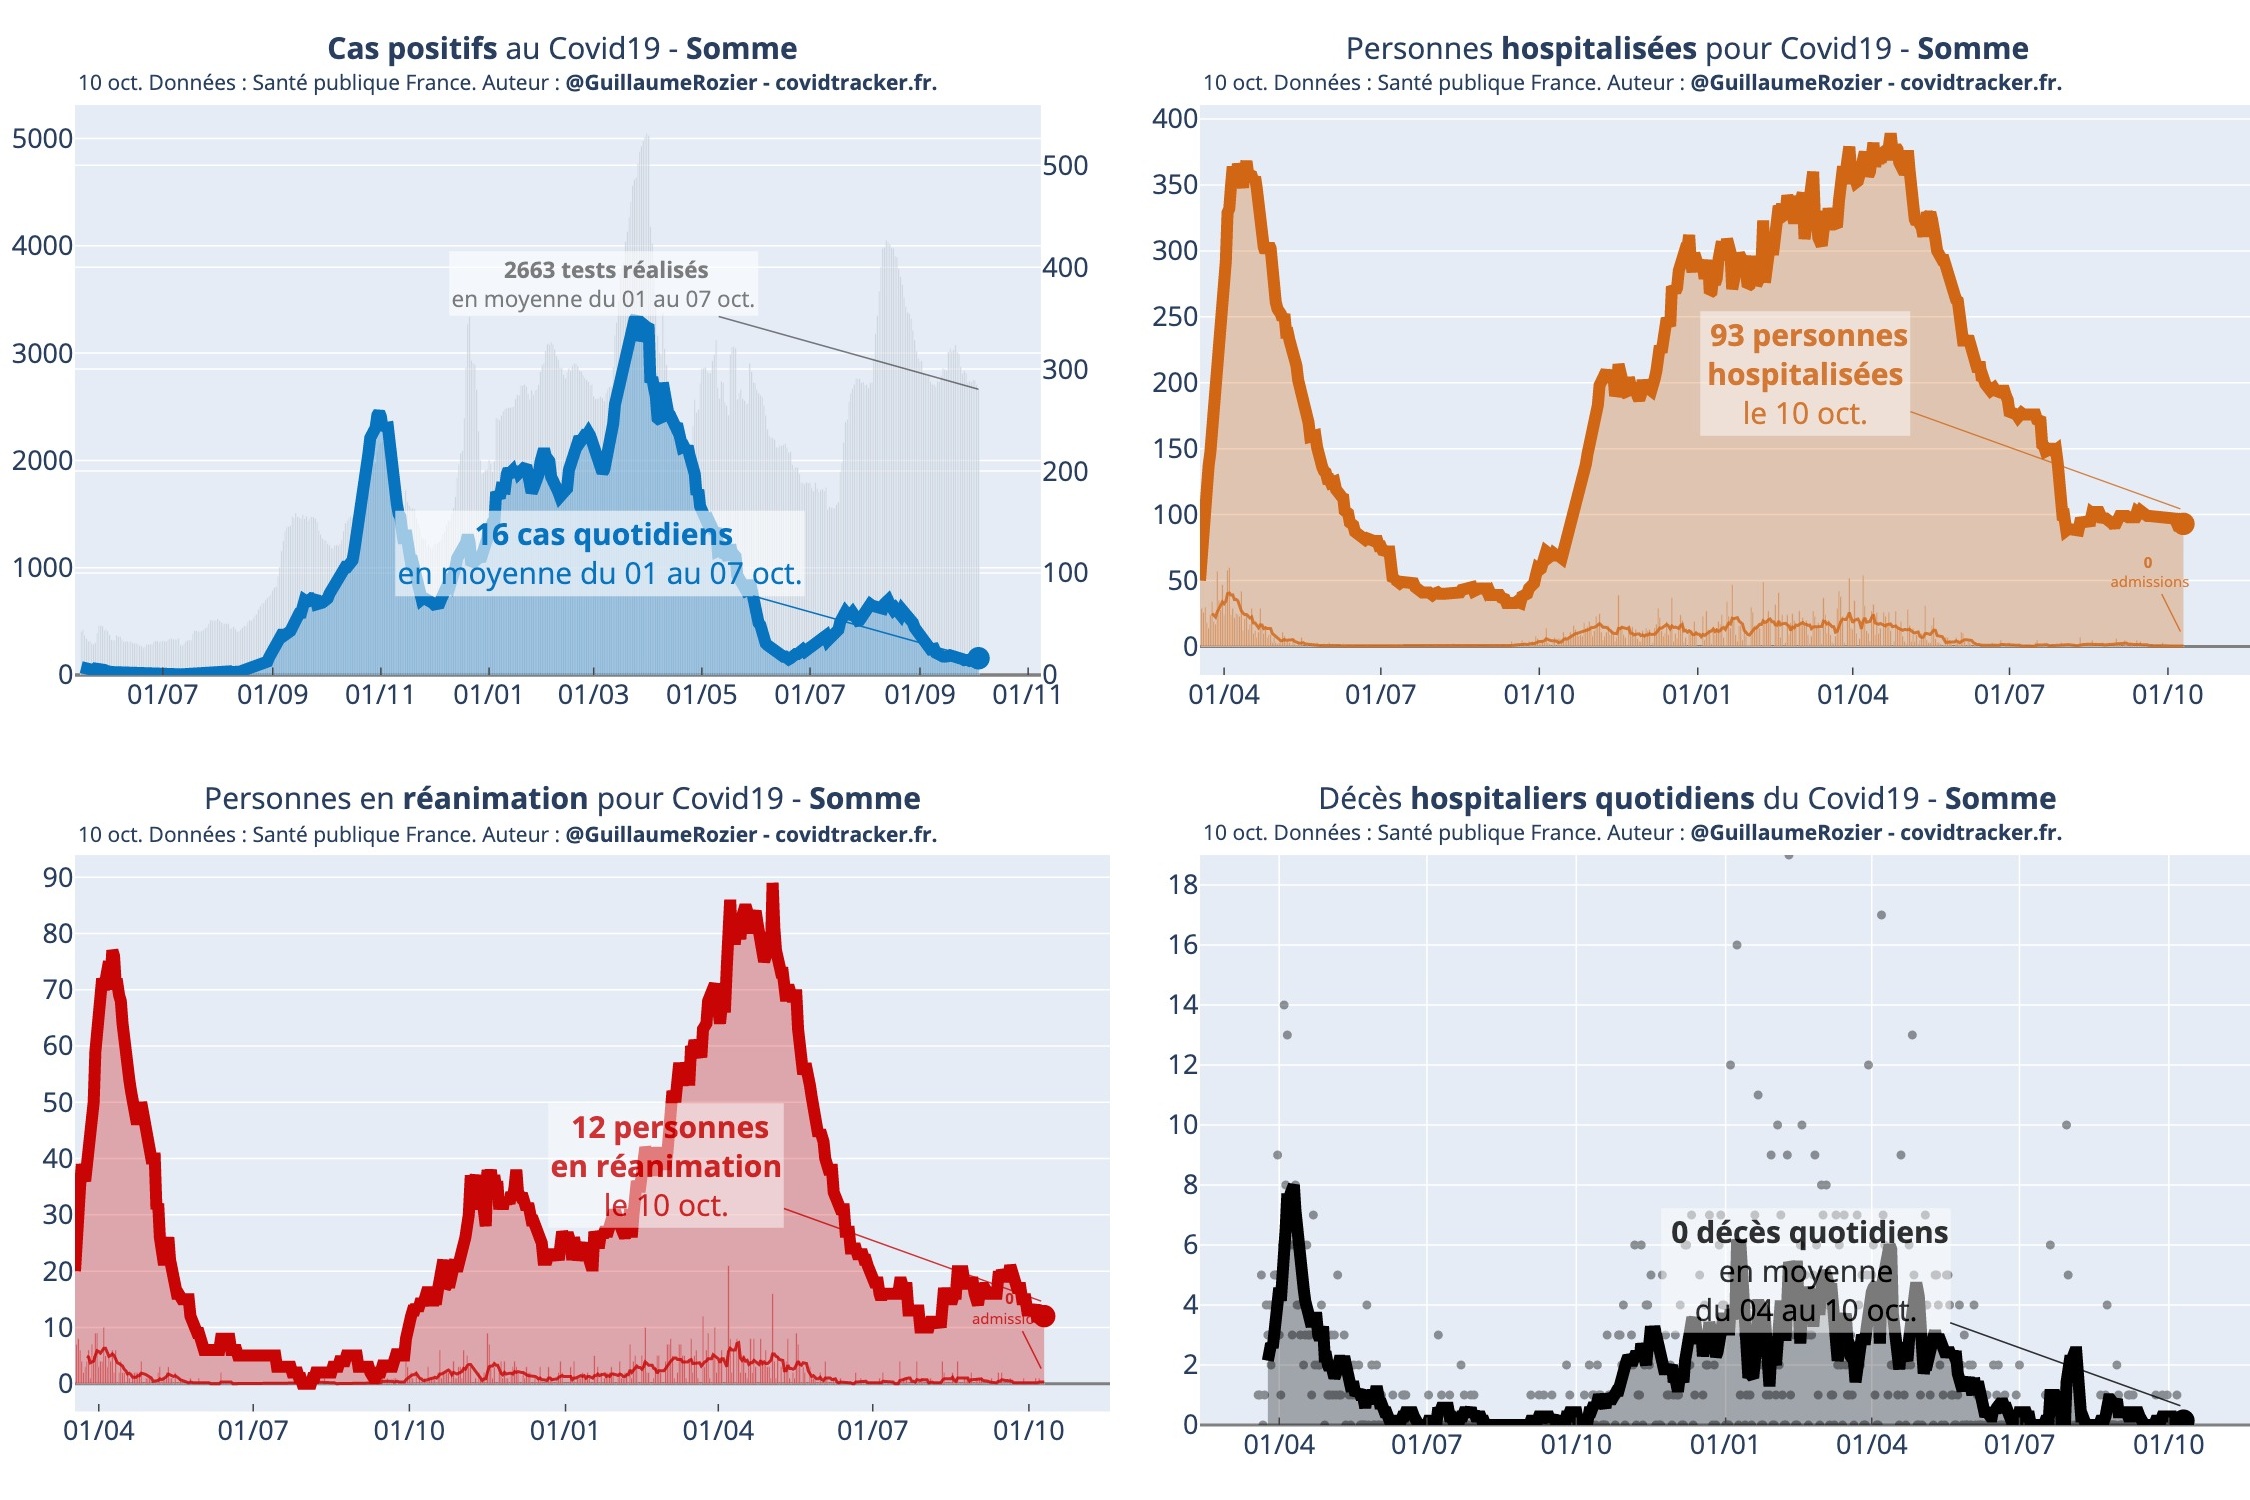 Cas positifs au Covid19 - Somme
10 oct. Données : Santé publique France. Auteur : @GuillaumeRozier - covidtracker.fr.
5000
4000
3000
2000
1000
0
500
400
300
200
100
0
2663 tests réalisés
en moyenne du 01 au 07 oct.
16 cas quotidiens
en moyenne du 01 au 07 oct.
01/07 01/09 01/11 01/01 01/03 01/05 01/07 01/09 01/11
Personnes hospitalisées pour Covid19 - Somme
10 oct. Données : Santé publique France. Auteur : @GuillaumeRozier - covidtracker.fr.
400
350
300
250
200
150
100
50
0
93 personnes
hospitalisées
le 10 oct.
0
admissions
01/04 01/07 01/10 01/01 01/04 01/07 01/10
Personnes en réanimation pour Covid19 - Somme
10 oct. Données : Santé publique France. Auteur : @GuillaumeRozier - covidtracker.fr.
90
80
70
60
50
40
30
20
10
0
12 personnes
en réanimation
le 10 oct.
0
admissio
01/04 01/07 01/10 01/01 01/04 01/07 01/10
Décès hospitaliers quotidiens du Covid19 - Somme
10 oct. Données : Santé publique France. Auteur : @GuillaumeRozier - covidtracker.fr.
18
16
14
12
10
8
6
4
2
0
0 décès quotidiens
en moyenne
du 04 au 10 oct.
01/04 01/07 01/10 01/01 01/04 01/07 01/10